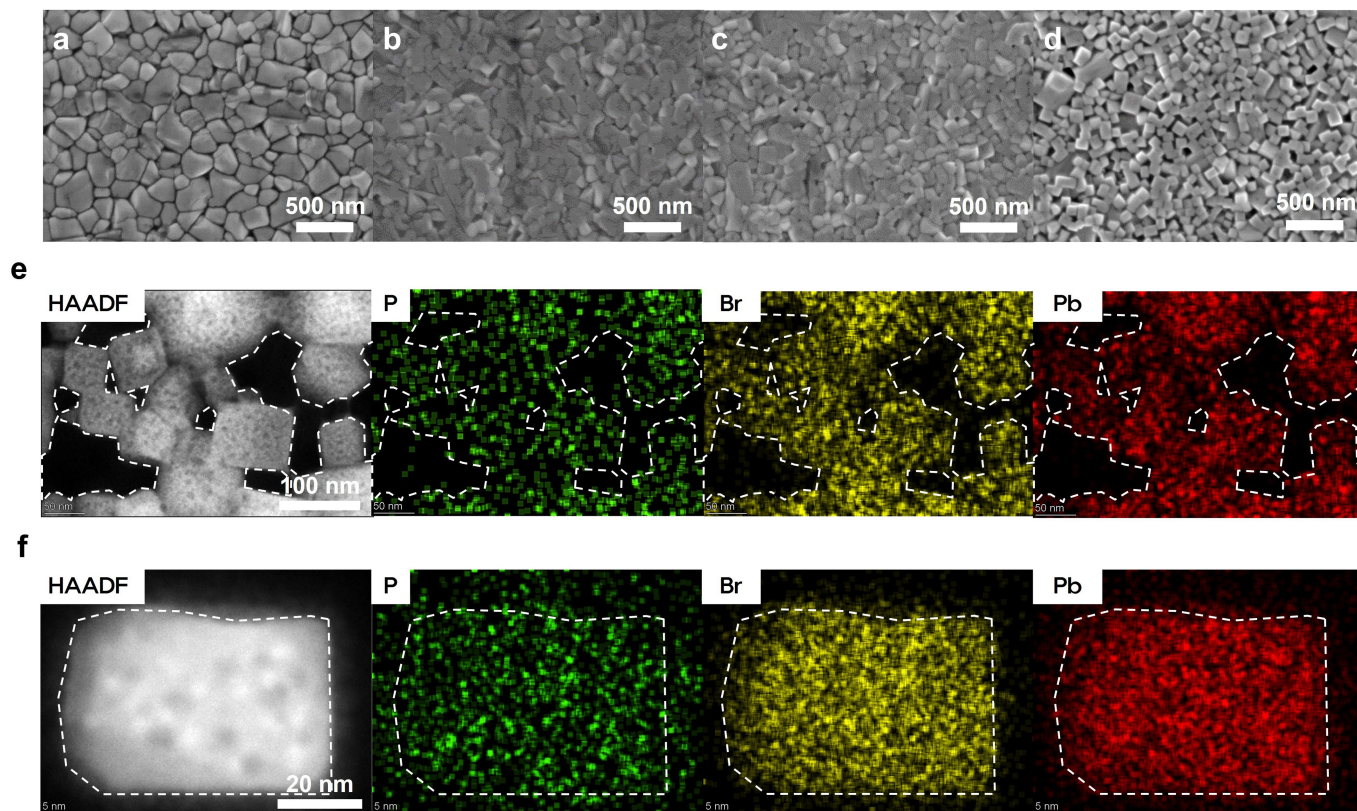 a b c d
500 nm 500 nm 500 nm 500 nm
e
HAADF P Br Pb
100 nm
50 nm 50 nm 50 nm 50 nm
f
HAADF P Br Pb
20 nm
5 nm 5 nm 5 nm 5 nm